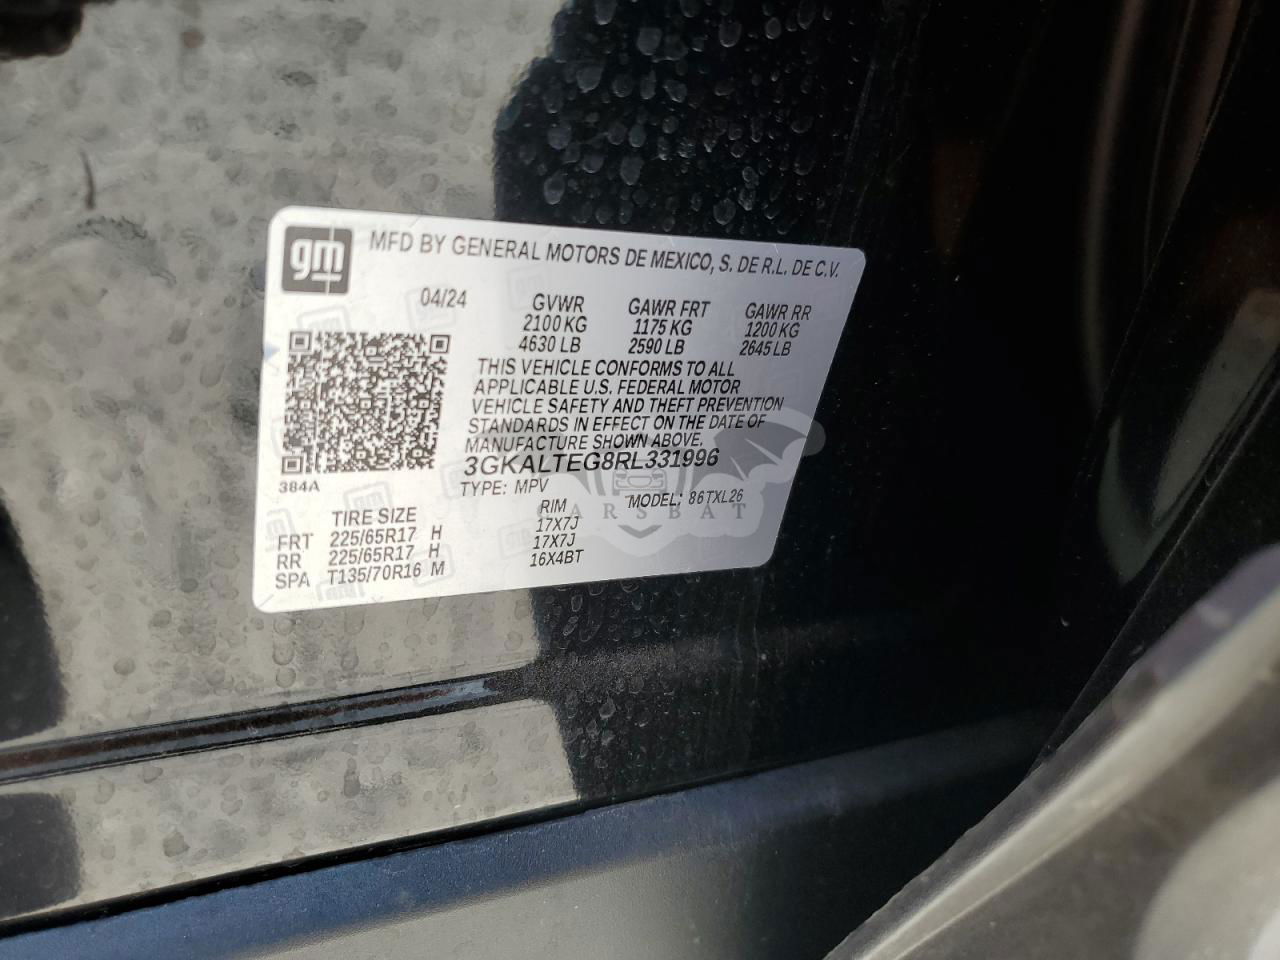 gm
MFD BY GENERAL MOTORS DE MEXICO, S. DE R.L. DE C.V.
04/24 GVWR GAWR FRT GAWR RR
2100 KG 1175 KG 1200 KG
4630 LB 2590 LB 2645 LB
THIS VEHICLE CONFORMS TO ALL
APPLICABLE U.S. FEDERAL MOTOR
VEHICLE SAFETY AND THEFT PREVENTION
STANDARDS IN EFFECT ON THE DATE OF
MANUFACTURE SHOWN ABOVE.
3GKALTEG8RL331996
384A
TYPE: MPV MODEL: 86TXL26
CARSBAT
TIRE SIZE RIM
FRT 225/65R17 H 17X7J
RR 225/65R17 H 17X7J
SPA T135/70R16 M 16X4BT